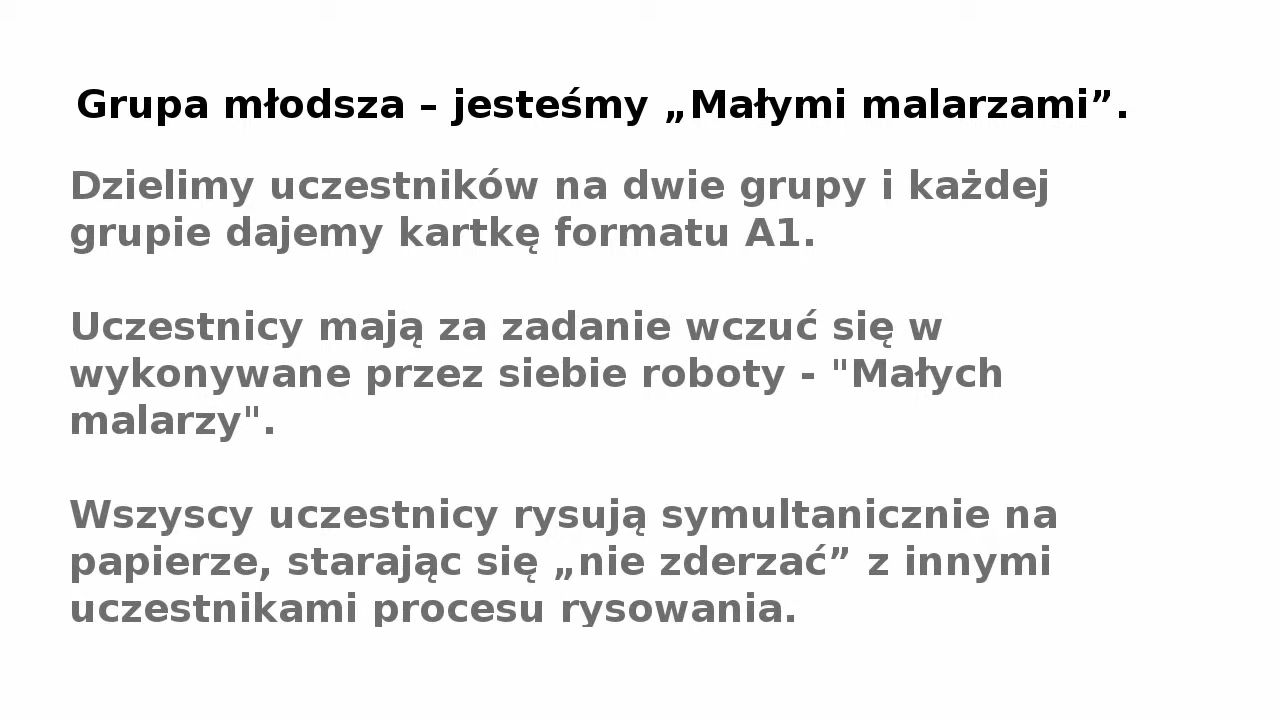 Grupa młodsza – jesteśmy „Małymi malarzami”.
Dzielimy uczestników na dwie grupy i każdej
grupie dajemy kartkę formatu A1.
Uczestnicy mają za zadanie wczuć się w
wykonywane przez siebie roboty - "Małych
malarzy".
Wszyscy uczestnicy rysują symultanicznie na
papierze, starając się „nie zderzać” z innymi
uczestnikami procesu rysowania.